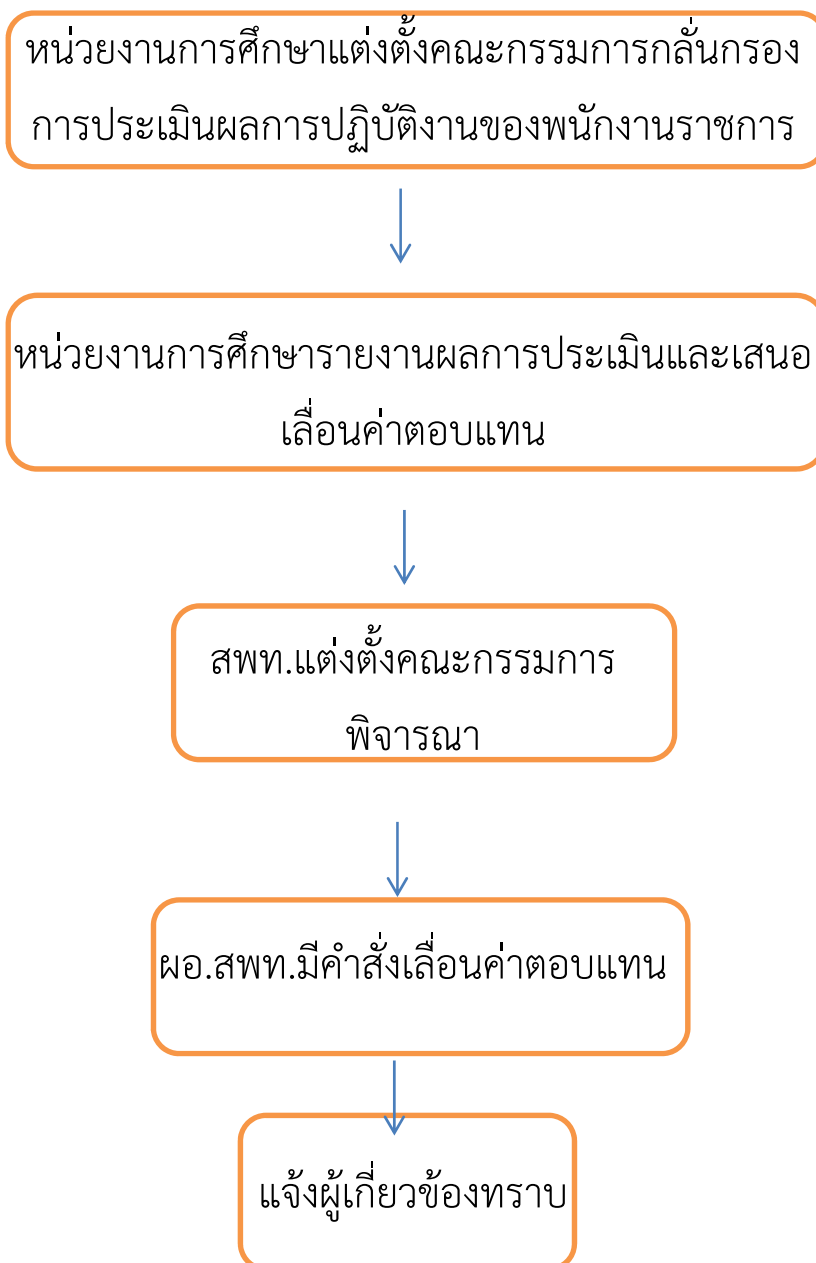 หน่วยงานการศึกษาแต่งตั้งคณะกรรมการกลั่นกรอง
การประเมินผลการปฏิบัติงานของพนักงานราชการ
หน่วยงานการศึกษารายงานผลการประเมินและเสนอ
เลื่อนค่าตอบแทน
สพท.แต่งตั้งคณะกรรมการ
พิจารณา
ผอ.สพท.มีคำสั่งเลื่อนค่าตอบแทน
แจ้งผู้เกี่ยวข้องทราบ